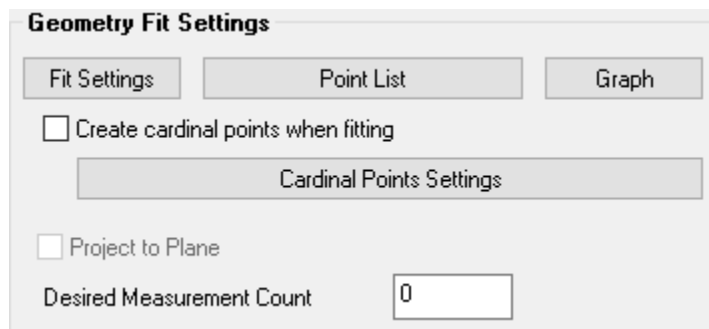 Geometry Fit Settings
Fit Settings Point List Graph
Create cardinal points when fitting
Cardinal Points Settings
Project to Plane
Desired Measurement Count 0